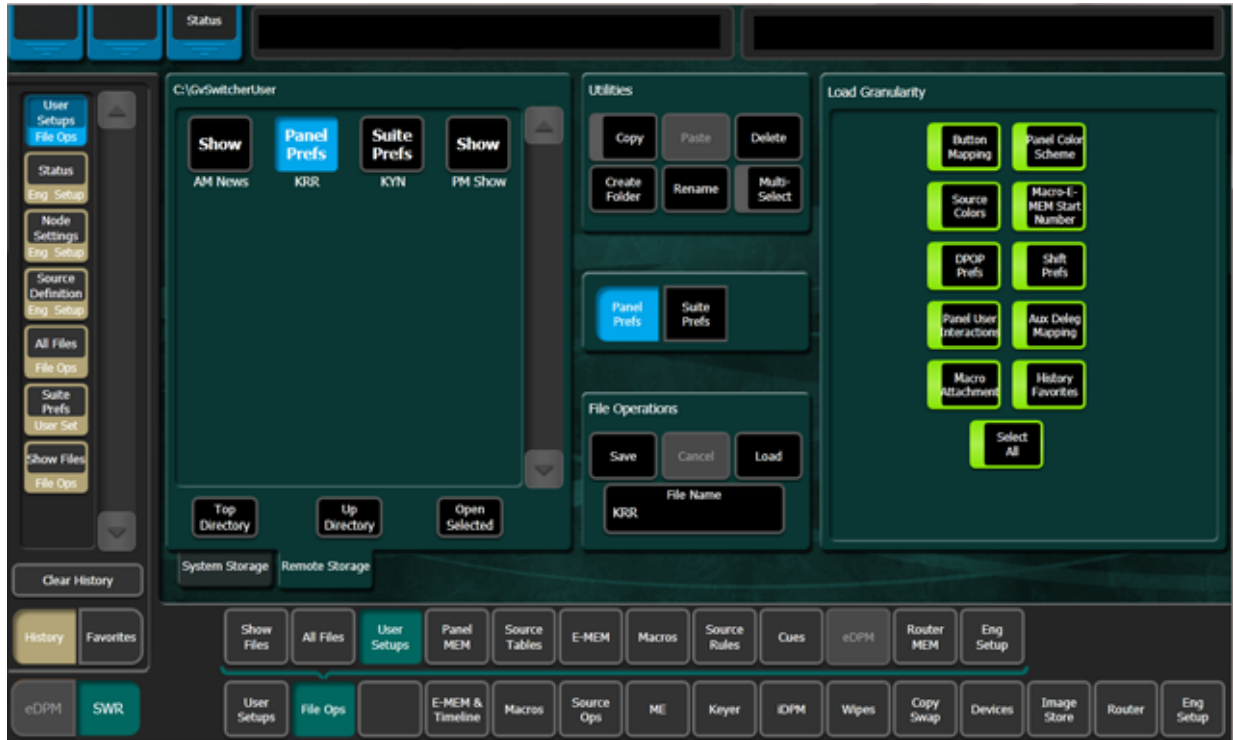 Status
C:\GvSwitcherUser
Utilities
Load Granularity
User
Setups
File Ops
Status
Eng Setup
Node
Settings
Eng Setup
Source
Definition
Eng Setup
All Files
File Ops
Suite
Prefs
User Set
Show Files
File Ops
Clear History
History
Favorites
eDPM
SWR
Show
AM News
Panel
Prefs
KRR
Suite
Prefs
KYN
Show
PM Show
Top
Directory
Up
Directory
Open
Selected
System Storage
Remote Storage
Copy
Paste
Delete
Create
Folder
Rename
Multi-
Select
Panel
Prefs
Suite
Prefs
File Operations
Save
Cancel
Load
File Name
KRR
Button
Mapping
Panel Color
Scheme
Source
Colors
Macro-E-
MEM Start
Number
DPOP
Prefs
Shift
Prefs
Panel User
Interactions
Aux Deleg
Mapping
Macro
Attachment
History
Favorites
Select
All
Show
Files
All Files
User
Setups
Panel
MEM
Source
Tables
E-MEM
Macros
Source
Rules
Cues
eDPM
Router
MEM
Eng
Setup
User
Setups
File Ops
E-MEM &
Timeline
Macros
Source
Ops
ME
Keyer
iDPM
Wipes
Copy
Swap
Devices
Image
Store
Router
Eng
Setup